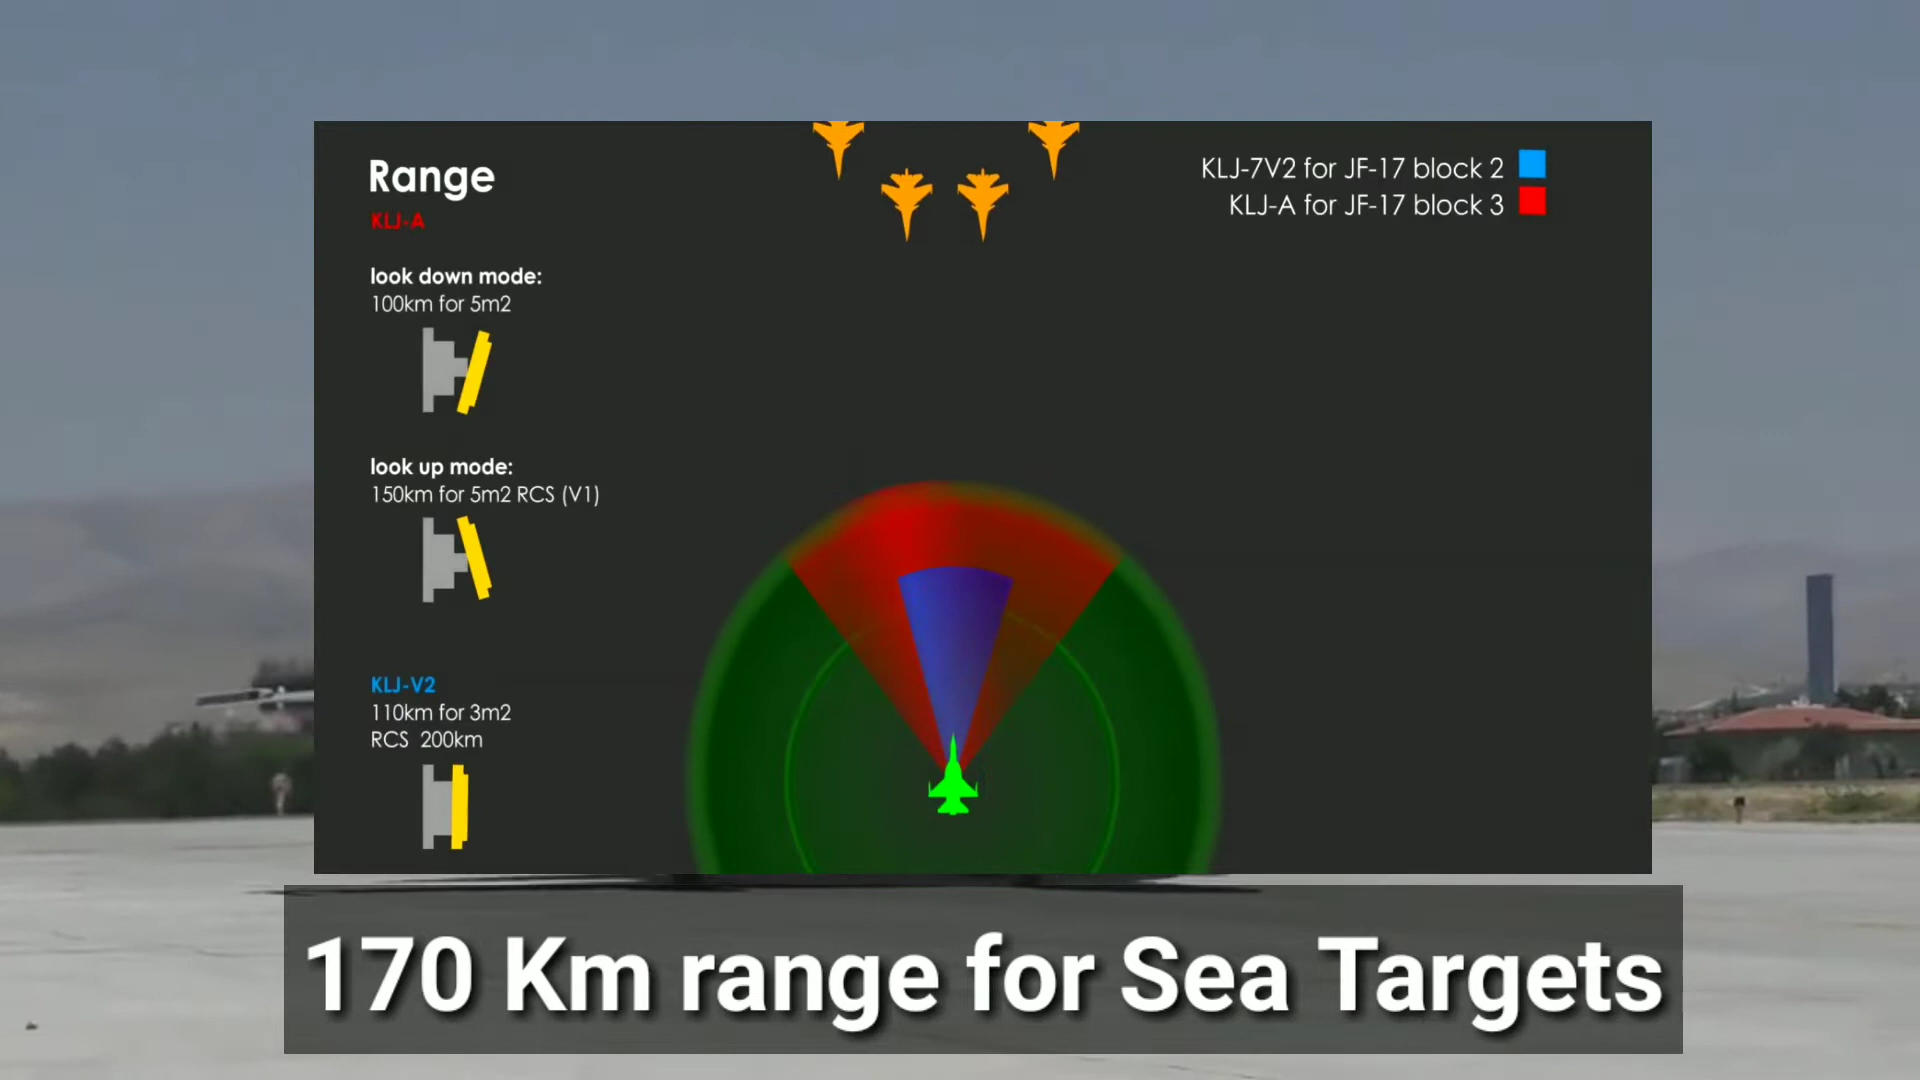 Range
KLJ-A
look down mode:
100km for 5m2
look up mode:
150km for 5m2 RCS (V1)
KLJ-V2
110km for 3m2
RCS 200km
KLJ-7V2 for JF-17 block 2
KLJ-A for JF-17 block 3
170 Km range for Sea Targets